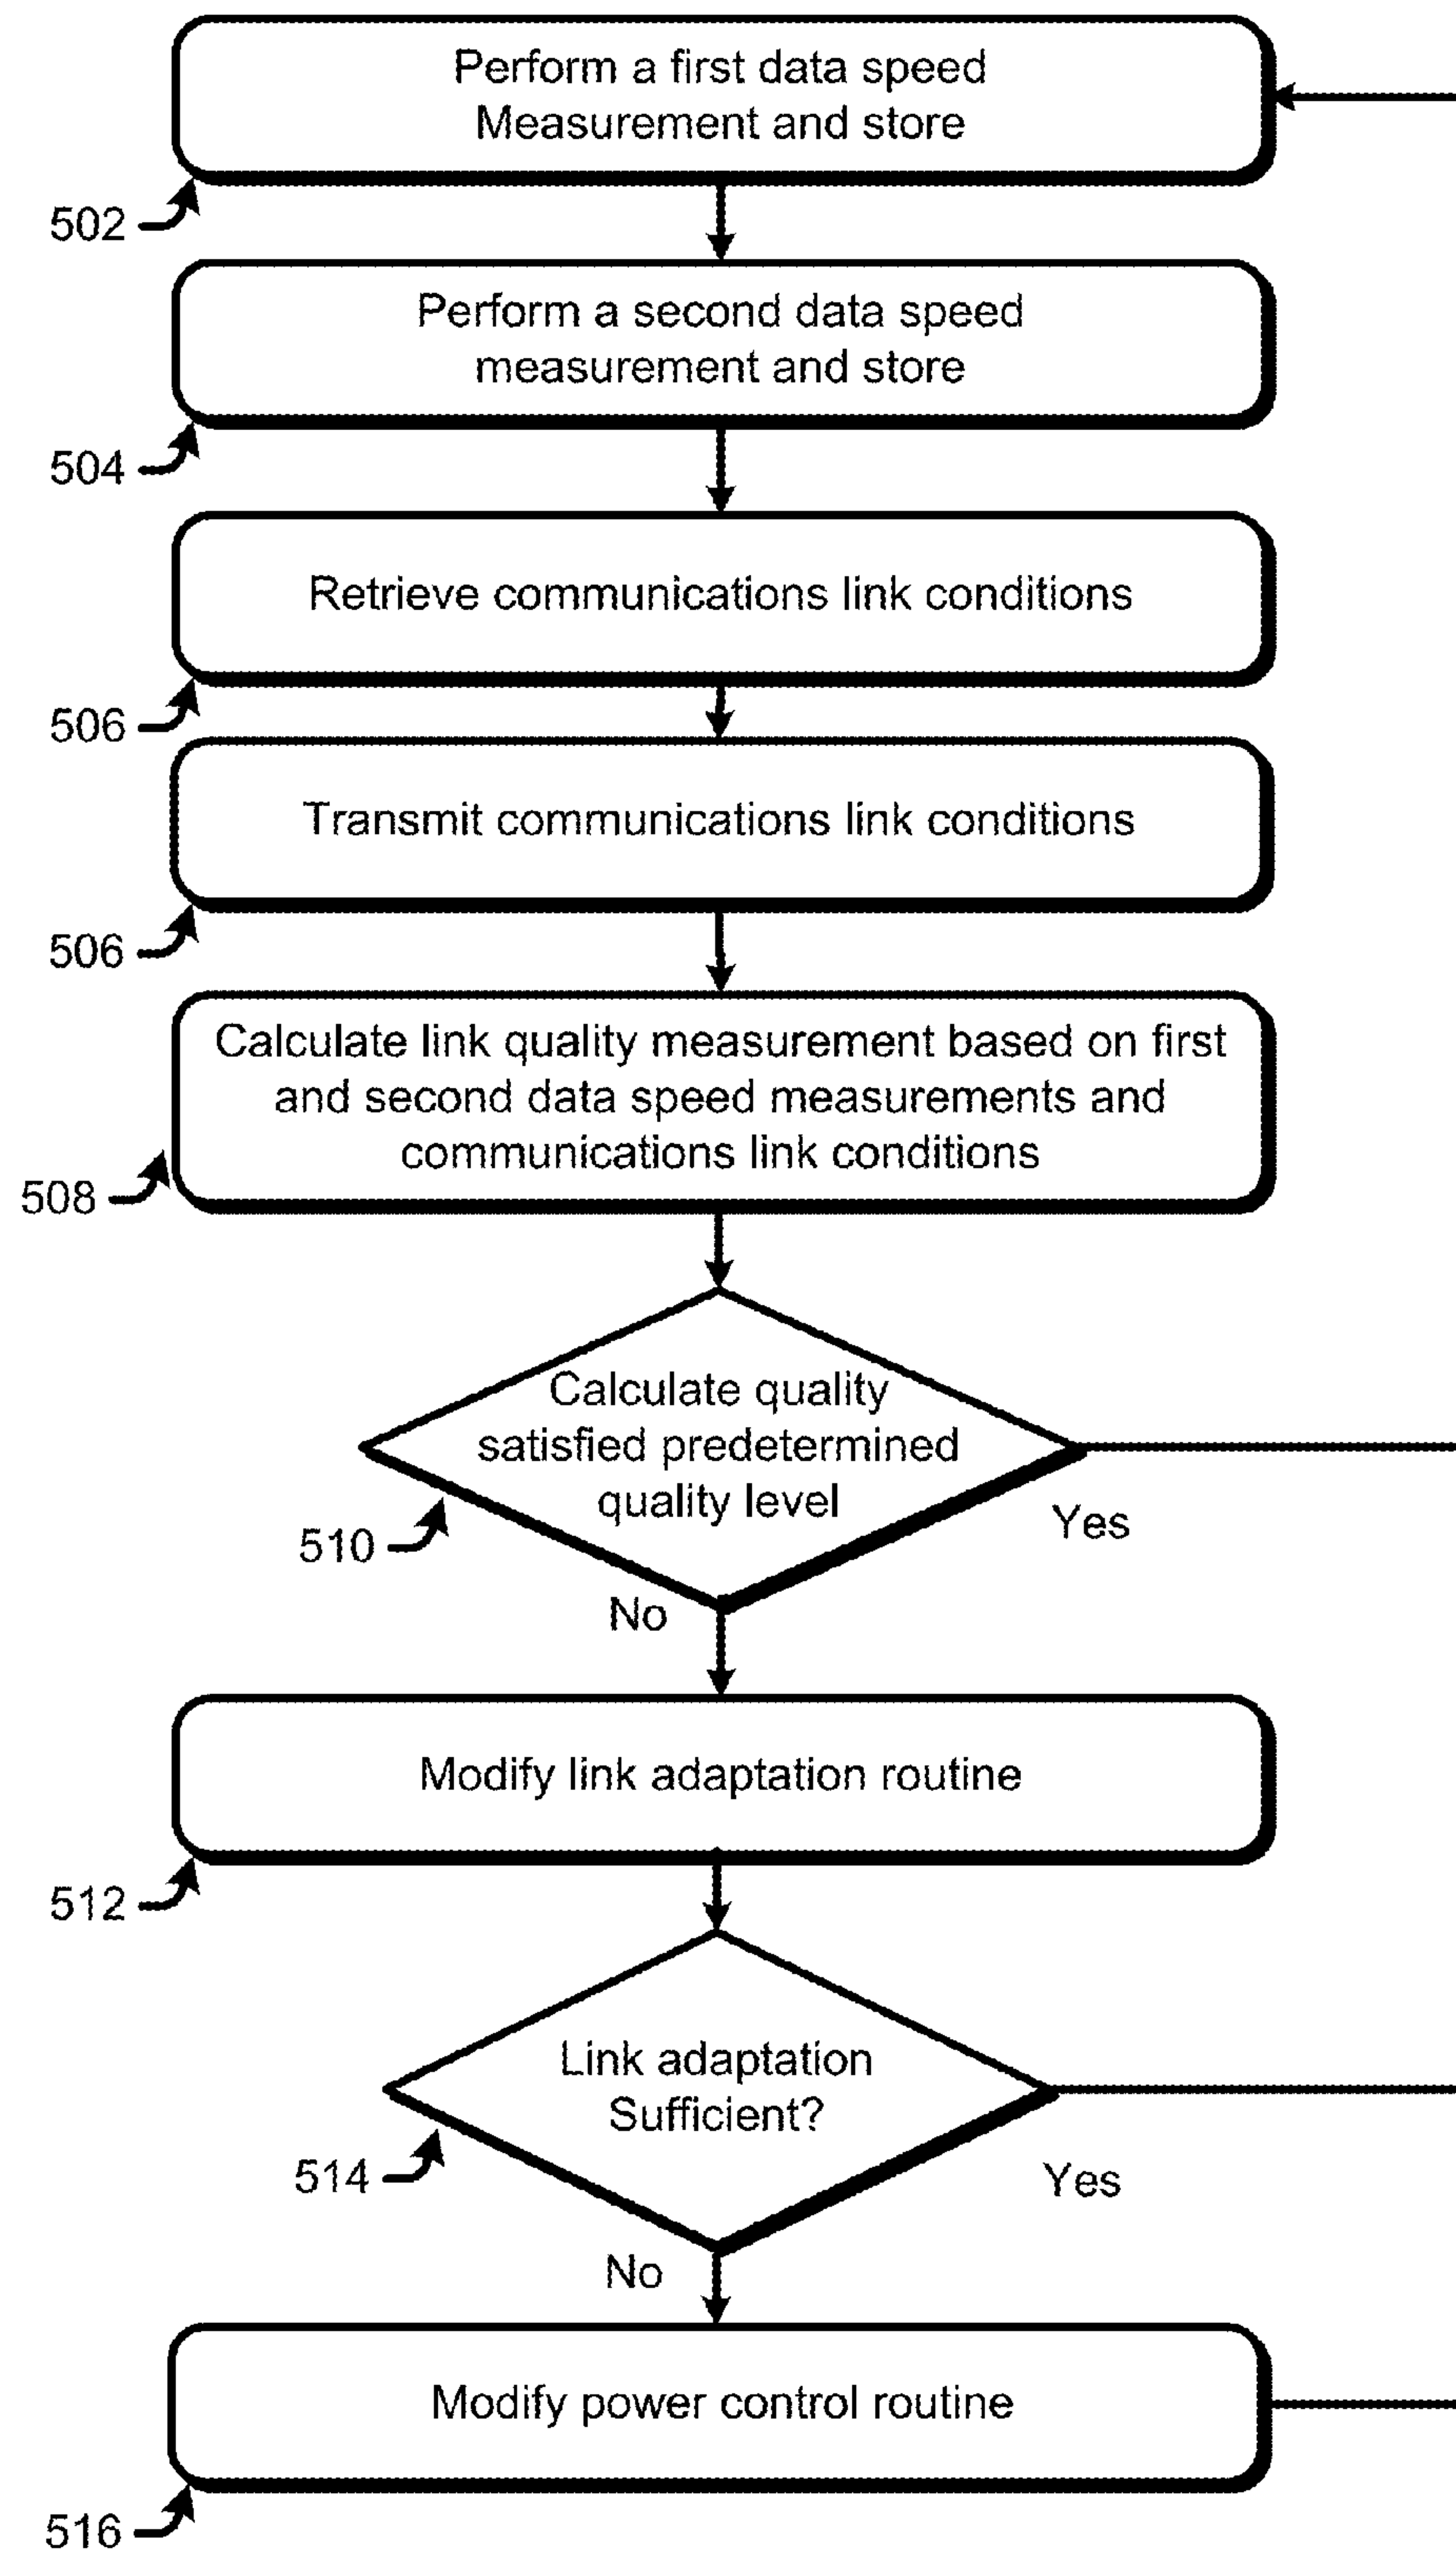 Perform a first data speed
Measurement and store
502
Perform a second data speed
measurement and store
504
Retrieve communications link conditions
506
Transmit communications link conditions
506
Calculate link quality measurement based on first
and second data speed measurements and
communications link conditions
508
Calculate quality
satisfied predetermined
quality level
510
Yes
No
Modify link adaptation routine
512
Link adaptation
Sufficient?
514
Yes
No
Modify power control routine
516